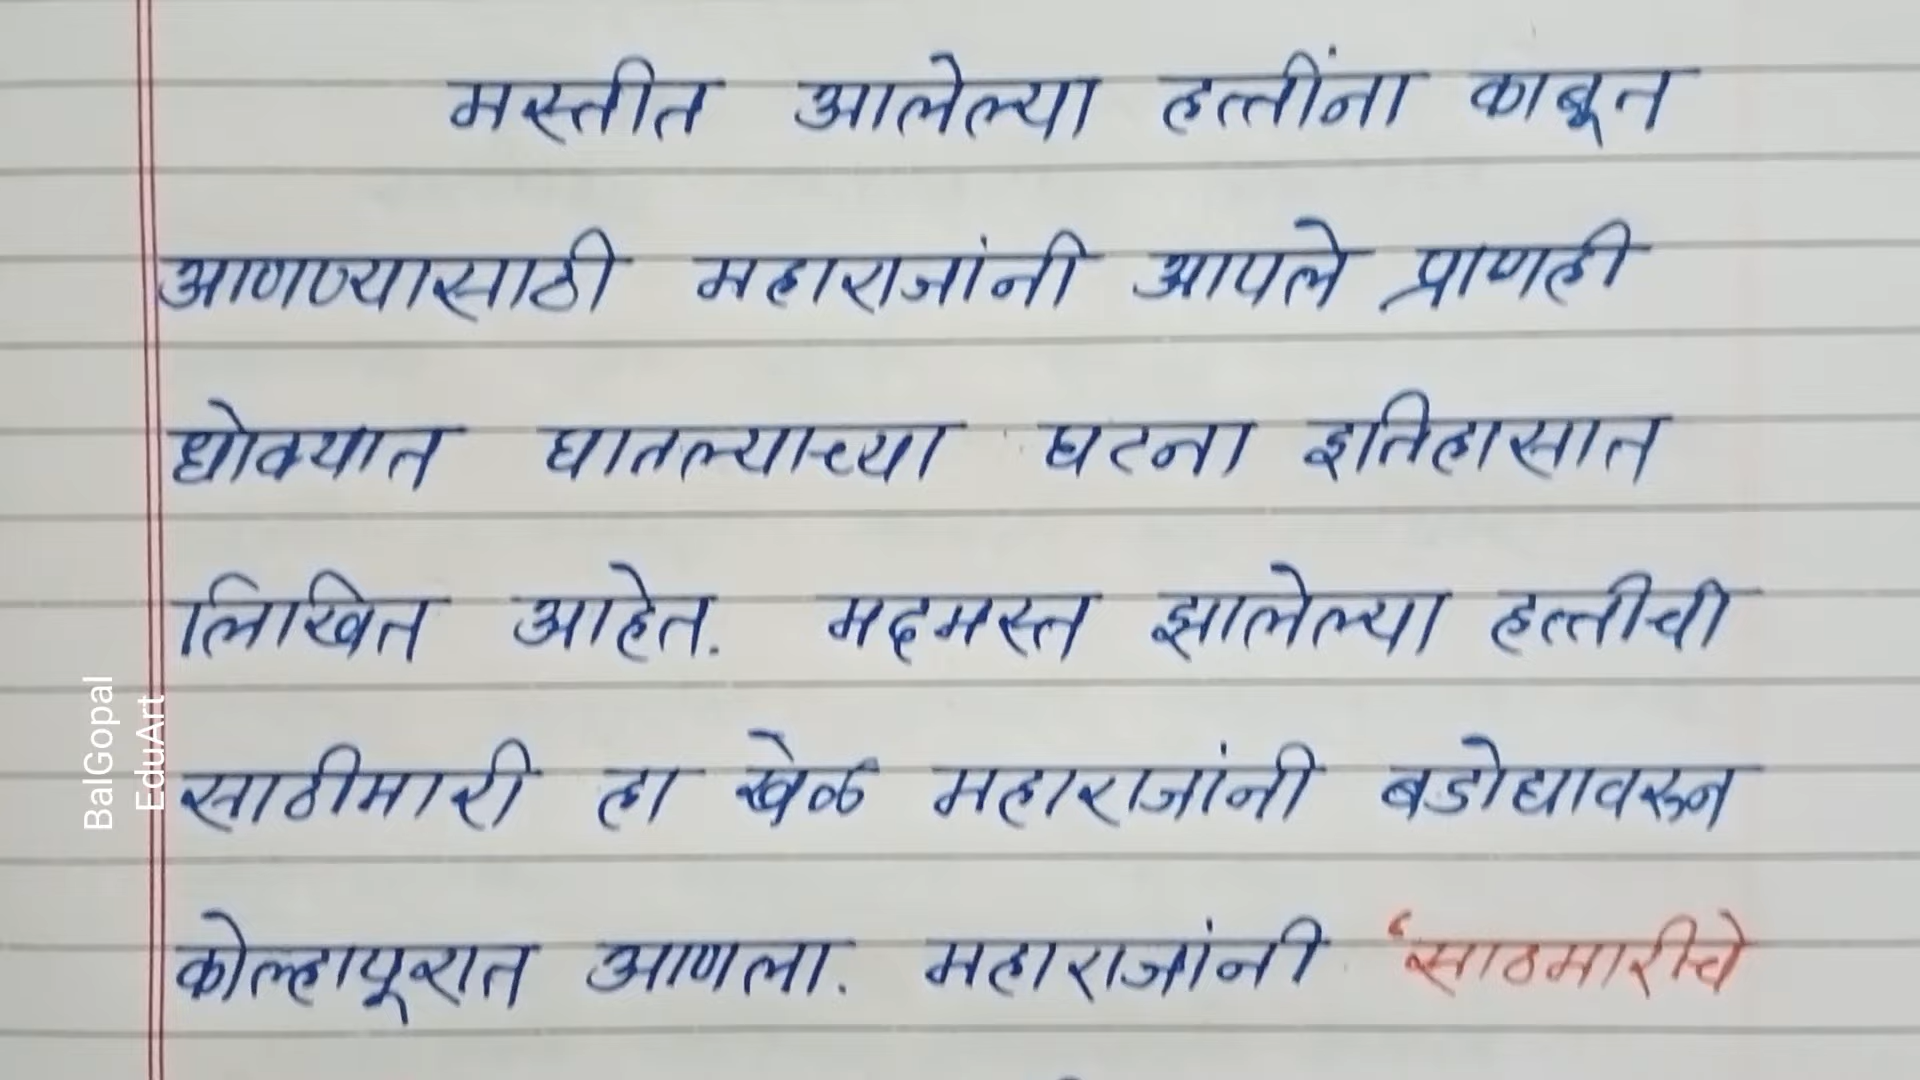 मस्तीत आलेल्या हत्तींना काबून
आणण्यासाठी महाराजांनी आपले प्राणही
धोक्यात घातल्याच्या घटना इतिहासात
लिखित आहेत. मदमस्त झालेल्या हत्तीची
साठीमारी हा खेळ महाराजांनी बडोद्यावरून
कोल्हापूरात आणला. महाराजांनी 'साठमारीचे
BalGopal
EduArt